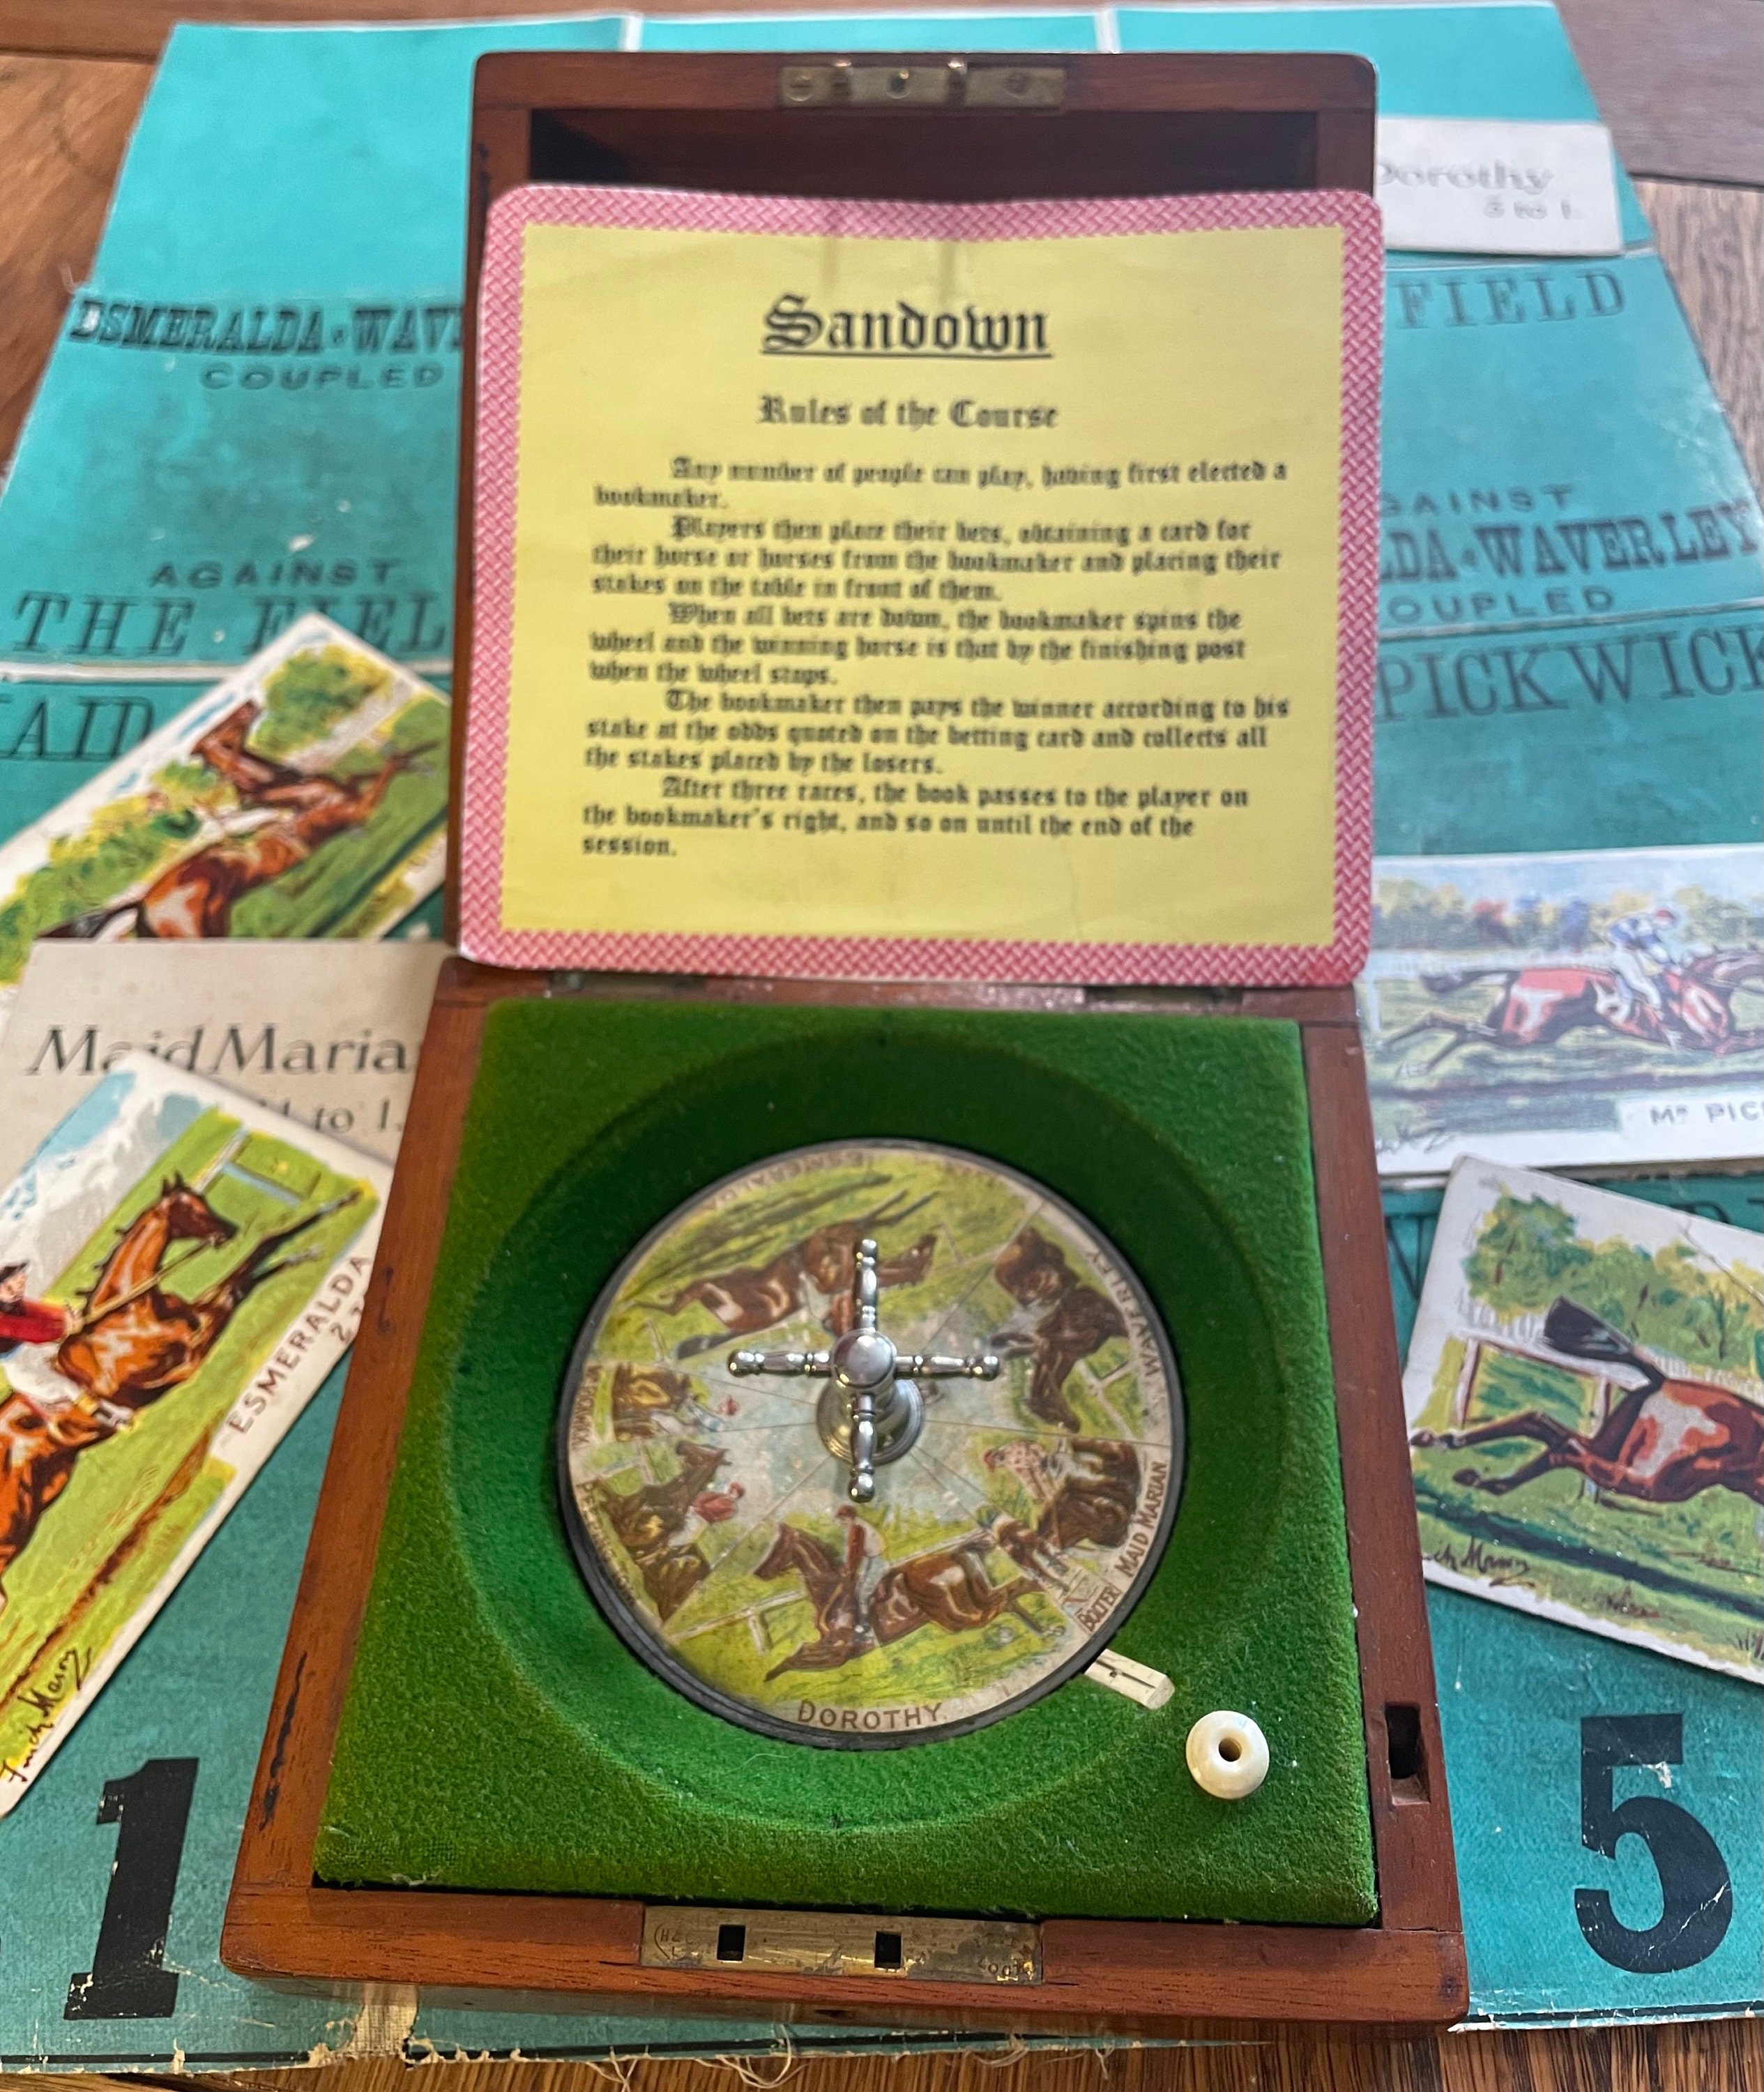 Dorothy
3 to 1.
ESMERALDA • WAV
COUPLED
AGAINST
THE FIEL
FIELD
AGAINST
LDA • WAVERLEY
COUPLED
PICKWICK
AID
Sandown
Rules of the Course
Any number of people can play, having first elected a
bookmaker.
Players then place their bets, obtaining a card for
their horse or horses from the bookmaker and placing their
stakes on the table in front of them.
When all bets are down, the bookmaker spins the
wheel and the winning horse is that by the finishing post
when the wheel stops.
The bookmaker then pays the winner according to his
stake at the odds quoted on the betting card and collects all
the stakes placed by the losers.
After three races, the book passes to the player on
the bookmaker's right, and so on until the end of the
session.
Maid Maria
to 1.
Mr PIC
ESMERALDA
ESMERALDA
WAVERLEY
MAID MARIAN
BOLTER
DOROTHY.
1
5